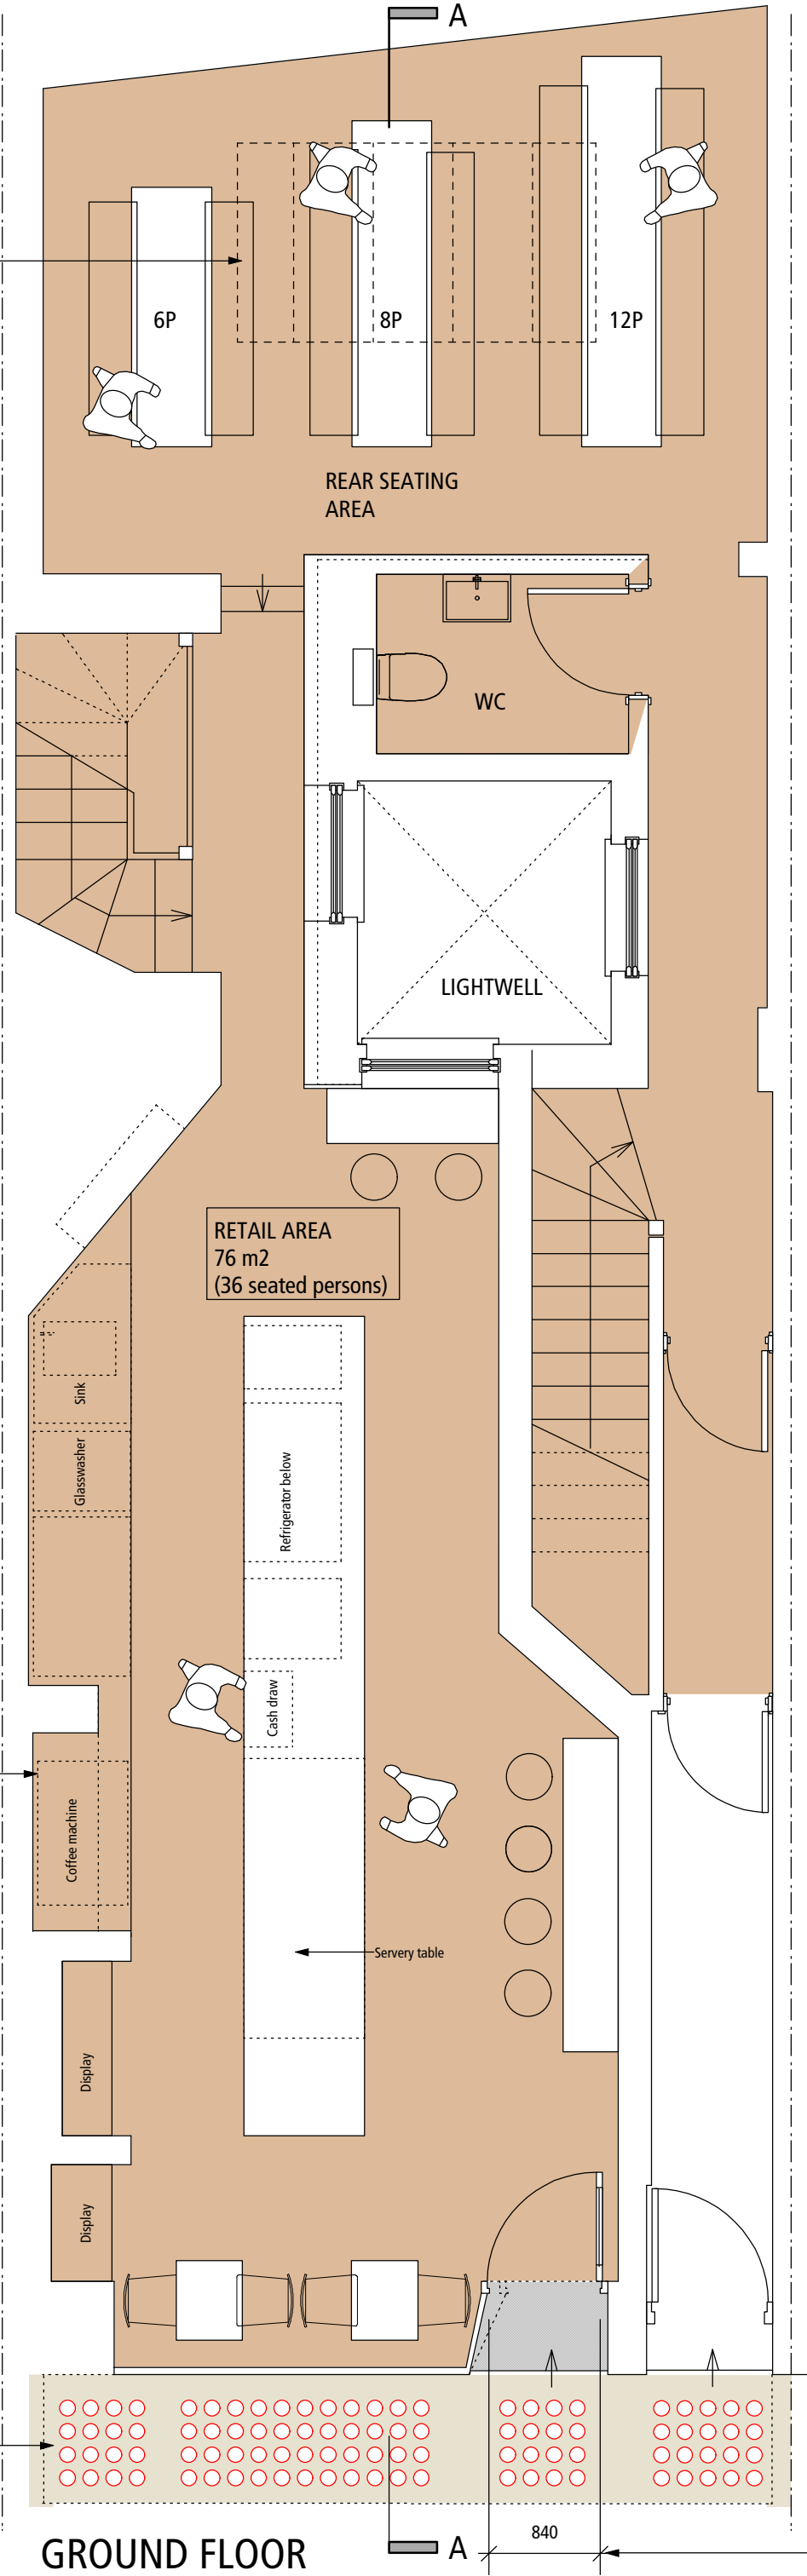 A
6P
8P
12P
REAR SEATING
AREA
WC
LIGHTWELL
RETAIL AREA
76 m2
(36 seated persons)
Sink
Glasswasher
Refrigerator below
Cash draw
Coffee machine
Servery table
Display
Display
840
A
GROUND FLOOR